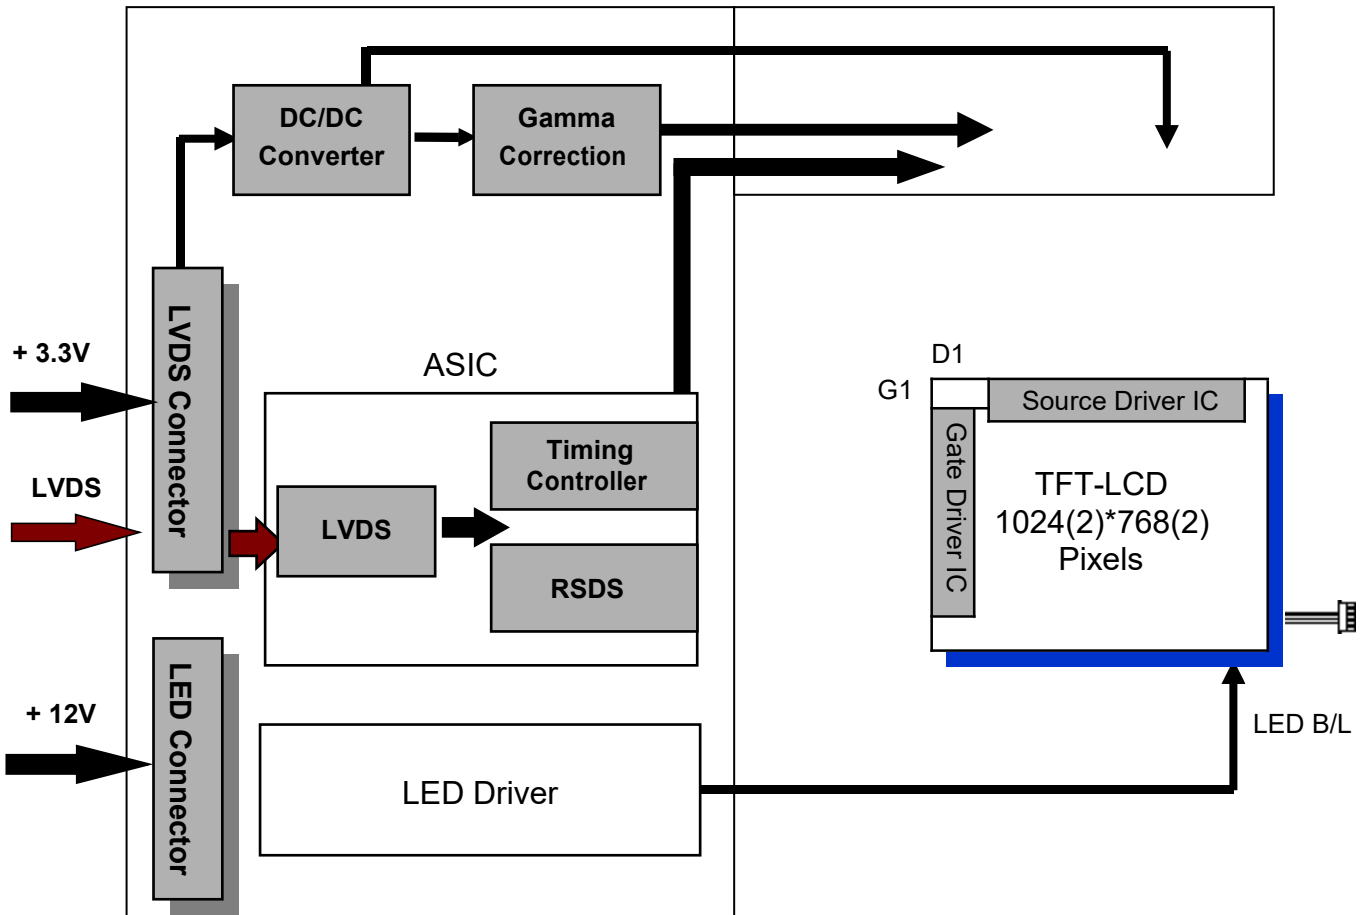 DC/DC
Converter
Gamma
Correction
+ 3.3V
LVDS Connector
ASIC
D1
G1
Source Driver IC
Gate Driver IC
Timing
Controller
LVDS
LVDS
RSDS
TFT-LCD
1024(2)*768(2)
Pixels
+ 12V
LED Connector
LED Driver
LED B/L